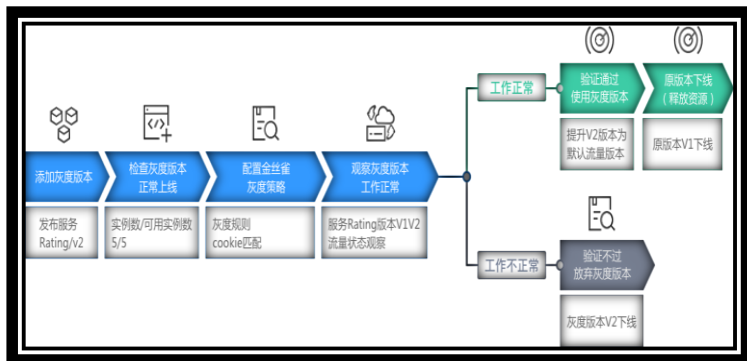 添加灰度版本
检查灰度版本
正常上线
配置金丝雀
灰度策略
观察灰度版本
工作正常
发布服务
Rating/v2
实例数/可用实例数
5/5
灰度规则
cookie匹配
服务Rating版本V1V2
流量状态观察
工作正常
验证通过
使用灰度版本
原版本下线
(释放资源)
提升V2版本为
默认流量版本
原版本V1下线
工作不正常
验证不过
放弃灰度版本
灰度版本V2下线